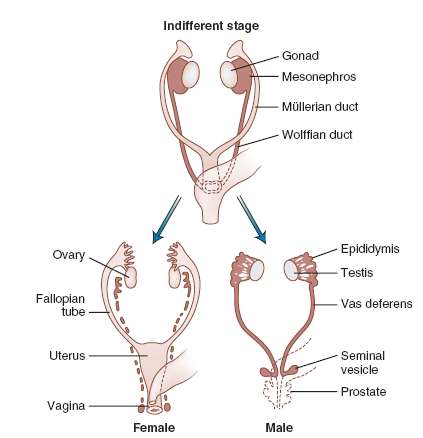 Indifferent stage
Gonad
Mesonephros
Müllerian duct
Wolffian duct
Ovary
Fallopian
tube
Uterus
Vagina
Female
Epididymis
Testis
Vas deferens
Seminal
vesicle
Prostate
Male